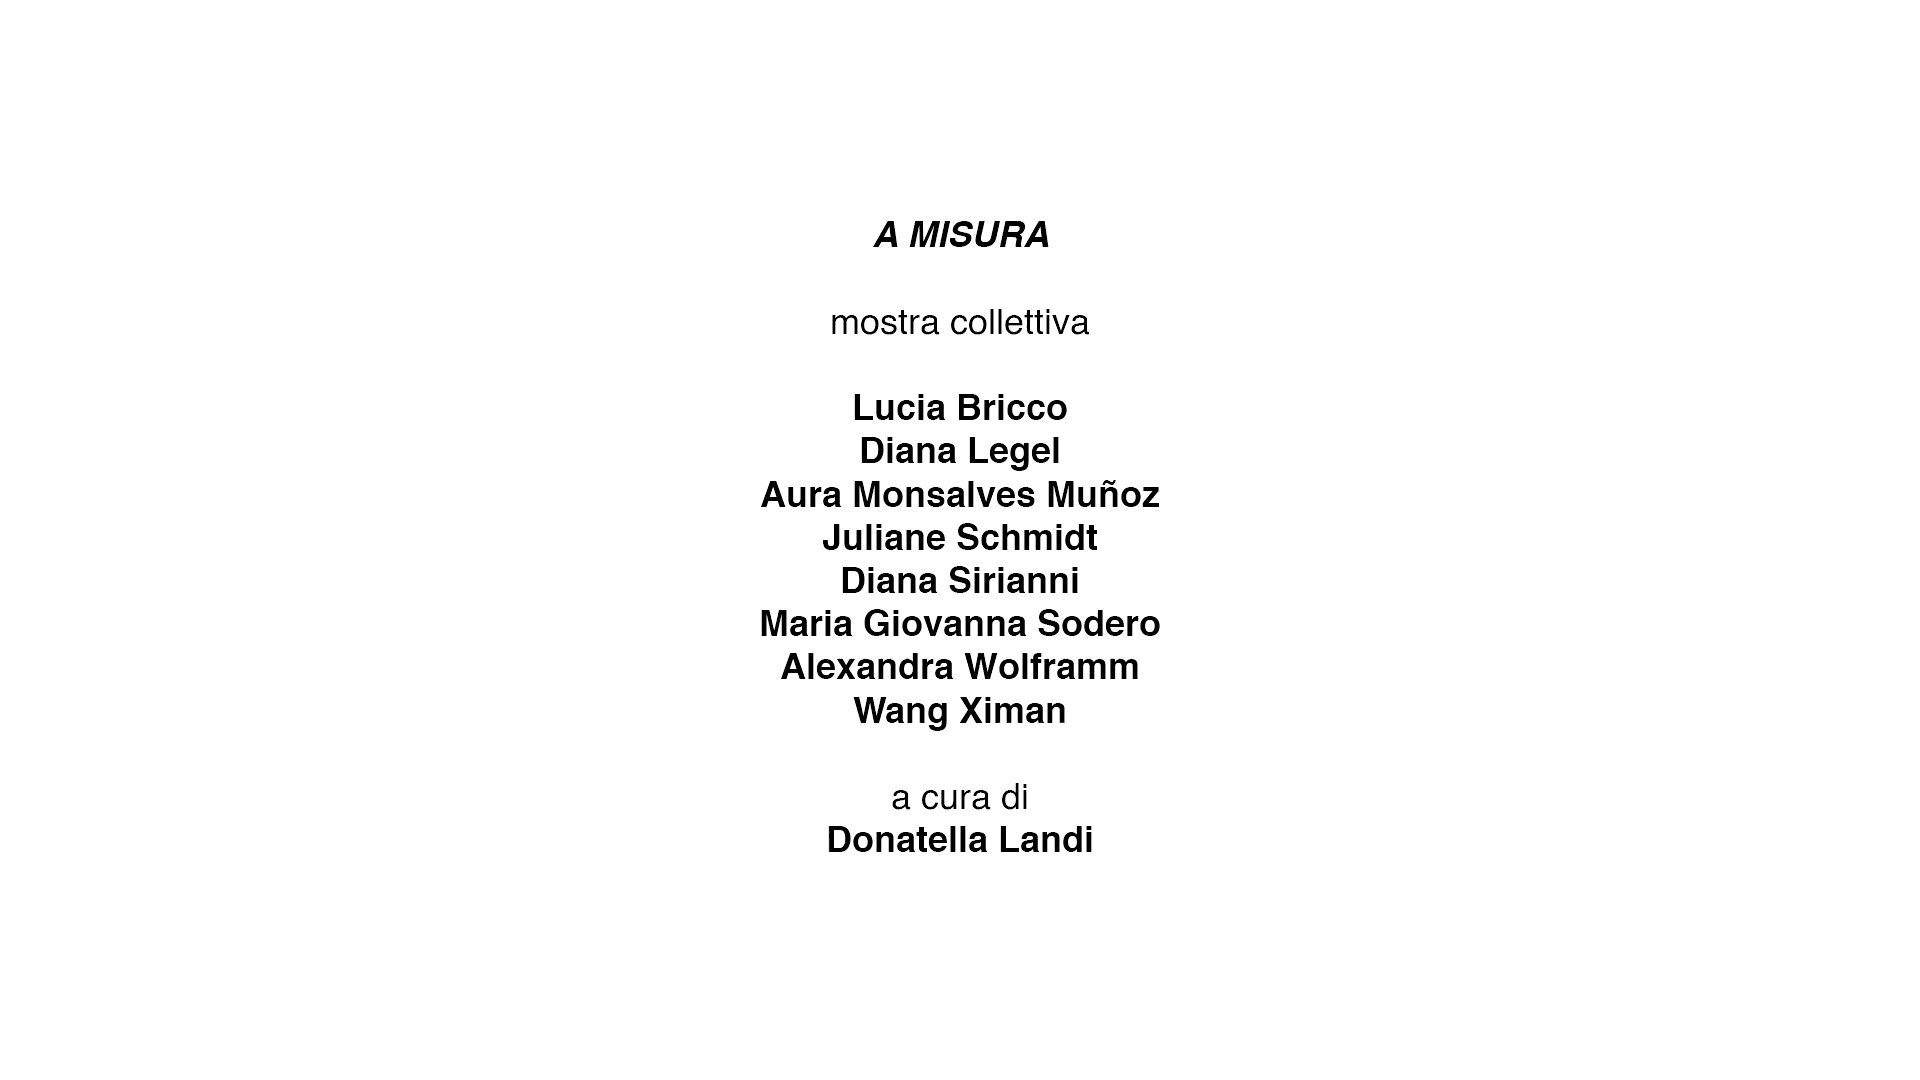 A MISURA
mostra collettiva
Lucia Bricco
Diana Legel
Aura Monsalves Muñoz
Juliane Schmidt
Diana Sirianni
Maria Giovanna Sodero
Alexandra Wolframm
Wang Ximan
a cura di
Donatella Landi